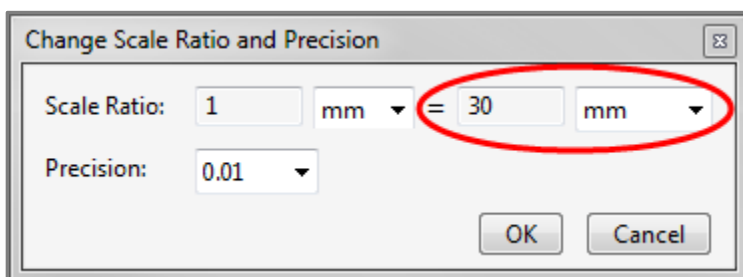 Change Scale Ratio and Precision
Scale Ratio: 1 mm = 30 mm
Precision: 0.01
OK Cancel